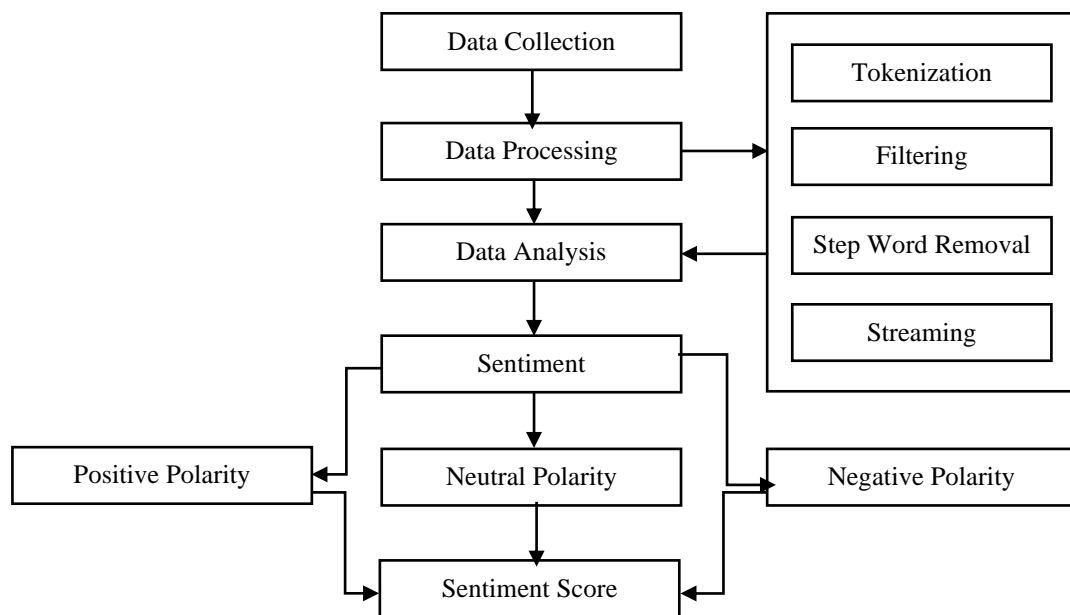 Data Collection
Data Processing
Data Analysis
Sentiment
Positive Polarity
Neutral Polarity
Negative Polarity
Sentiment Score
Tokenization
Filtering
Step Word Removal
Streaming